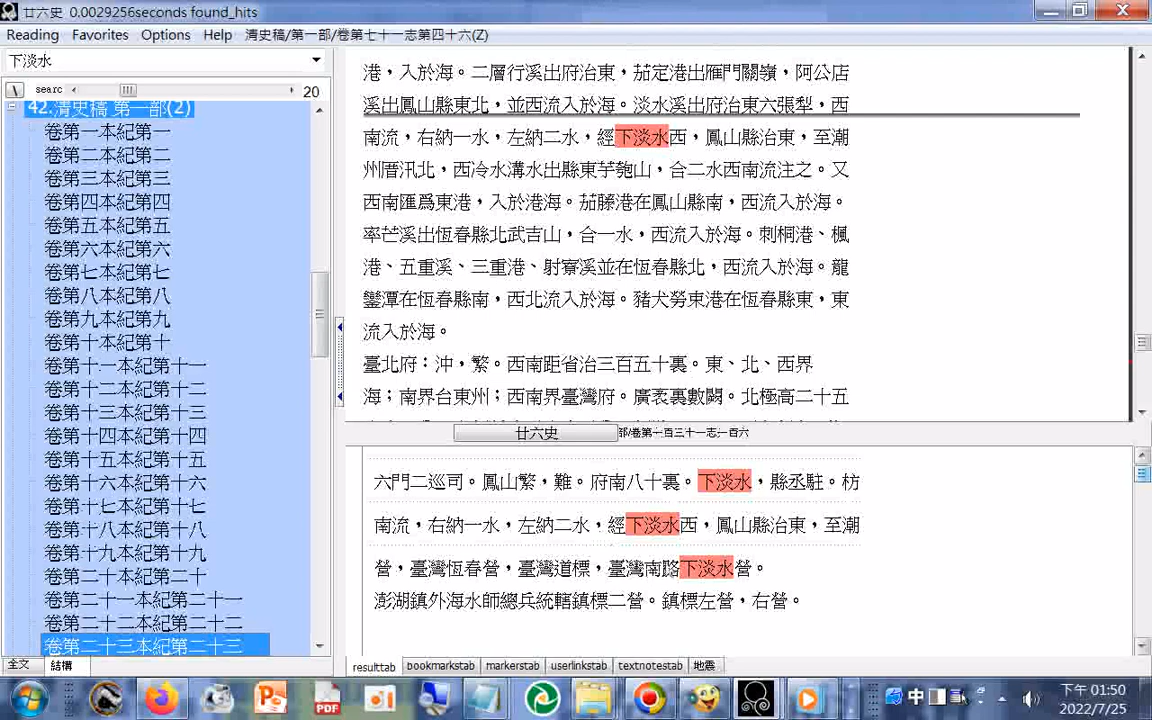 廿六史 0.0029256seconds found_hits
Reading Favorites Options Help 清史稿/第一部/卷第七十一志第四十六(Z)
下淡水
searc
20
42.清史稿 第一部(2)
卷第一本紀第一
卷第二本紀第二
卷第三本紀第三
卷第四本紀第四
卷第五本紀第五
卷第六本紀第六
卷第七本紀第七
卷第八本紀第八
卷第九本紀第九
卷第十本紀第十
卷第十一本紀第十一
卷第十二本紀第十二
卷第十三本紀第十三
卷第十四本紀第十四
卷第十五本紀第十五
卷第十六本紀第十六
卷第十七本紀第十七
卷第十八本紀第十八
卷第十九本紀第十九
卷第二十本紀第二十
卷第二十一本紀第二十一
卷第二十二本紀第二十二
卷第二十三本紀第二十三
全文 結構
港，入於海。二層行溪出府治東，茄定港出雁門關嶺，阿公店
溪出鳳山縣東北，並西流入於海。淡水溪出府治東六張犁，西
南流，右納一水，左納二水，經下淡水西，鳳山縣治東，至潮
州厝汛北，西冷水溝水出縣東芋匏山，合二水西南流注之。又
西南匯爲東港，入於港海。茄藤港在鳳山縣南，西流入於海。
率芒溪出恆春縣北武吉山，合一水，西流入於海。刺桐港、楓
港、五重溪、三重港、射寮溪並在恆春縣北，西流入於海。龍
鑾潭在恆春縣南，西北流入於海。豬犬勞東港在恆春縣東，東
流入於海。
臺北府：沖，繁。西南距省治三百五十裏。東、北、西界
海；南界台東州；西南界臺灣府。廣袤裏數闕。北極高二十五
廿六史
部/卷第一百三十一志一百六
六門二巡司。鳳山繁，難。府南八十裏。下淡水，縣丞駐。枋
南流，右納一水，左納二水，經下淡水西，鳳山縣治東，至潮
營，臺灣恆春營，臺灣道標，臺灣南路下淡水營。
澎湖鎮外海水師總兵統轄鎮標二營。鎮標左營，右營。
resulttab bookmarkstab markerstab userlinkstab textnotestab 地震
PDF
中
下午 01:50
2022/7/25